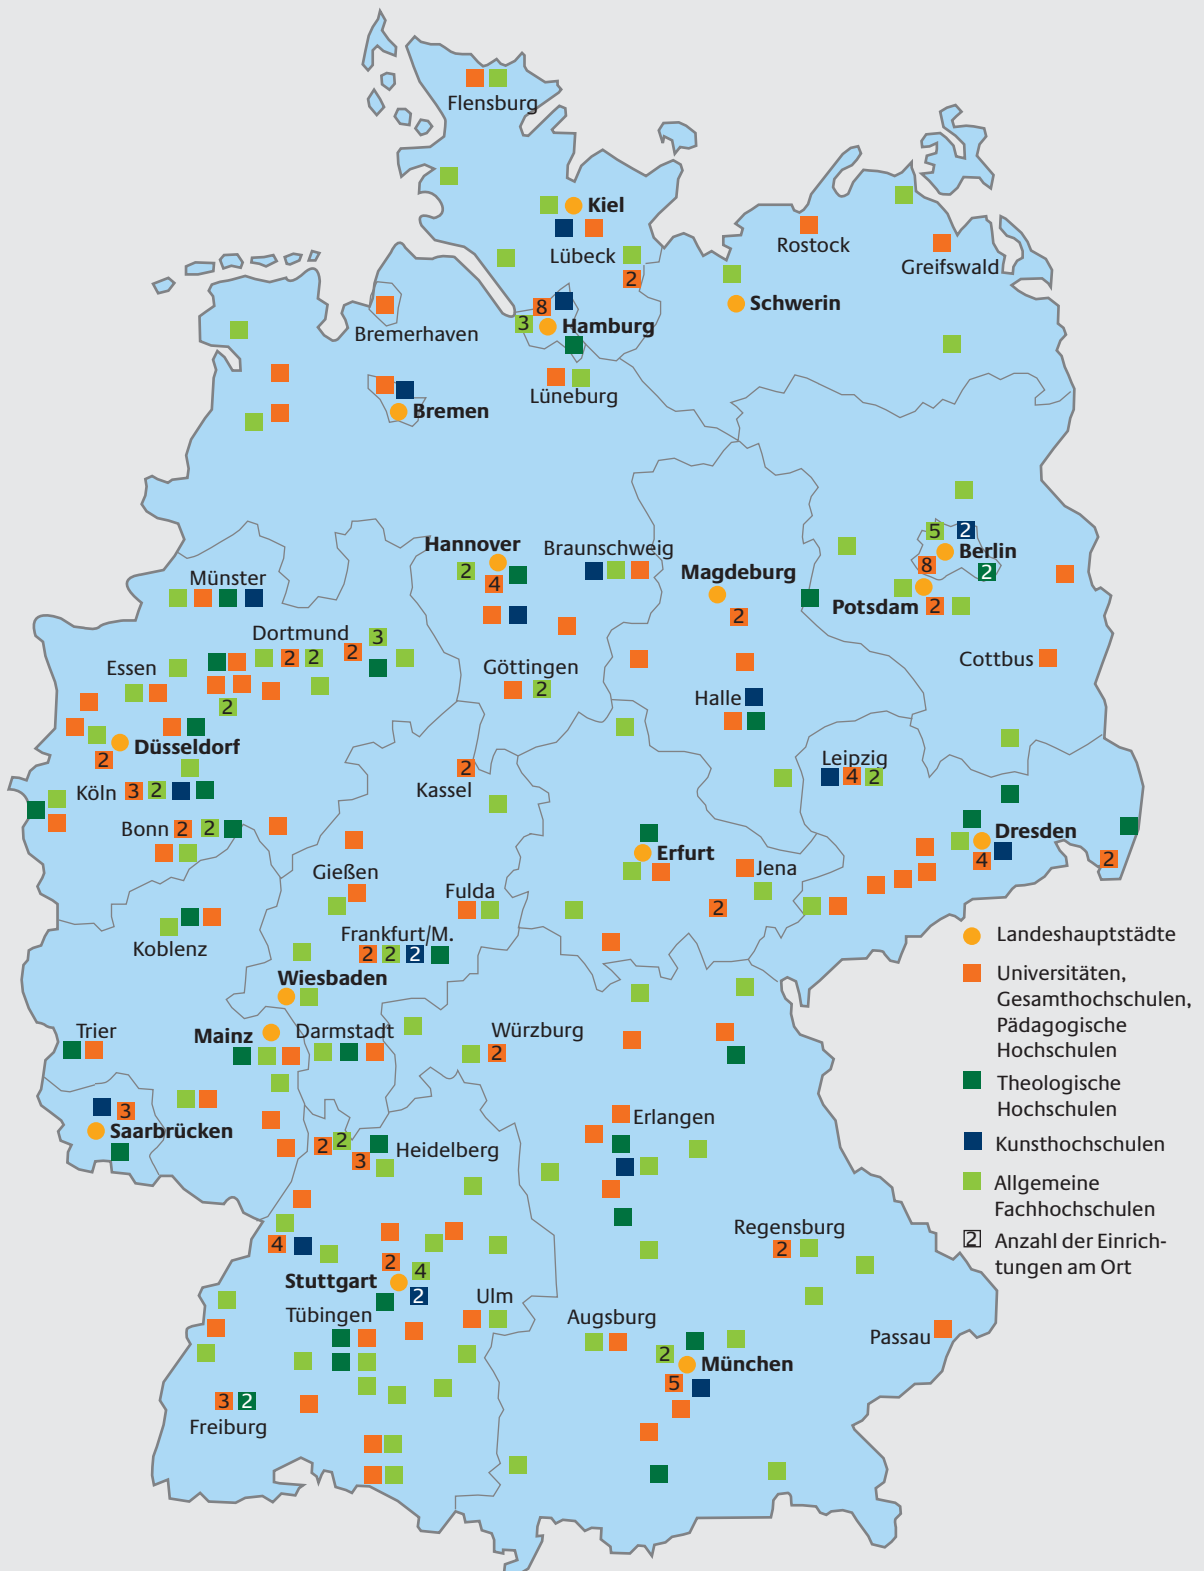 Flensburg
Kiel
Rostock
Lübeck
Greifswald
2
Schwerin
8
3
Hamburg
Bremerhaven
Lüneburg
Bremen
5
2
Hannover
Braunschweig
Berlin
2
4
8
2
Magdeburg
Münster
Potsdam
2
2
Dortmund
3
2
2
2
Essen
Göttingen
2
Cottbus
2
Halle
Düsseldorf
2
Leipzig
4
2
Kassel
2
Köln
3
2
Bonn
2
2
Dresden
4
2
Erfurt
Jena
2
Gießen
Fulda
Koblenz
Frankfurt/M.
2
2
2
Wiesbaden
Mainz
Darmstadt
Würzburg
2
Trier
3
Saarbrücken
Erlangen
2
2
3
Heidelberg
Regensburg
2
4
2
4
Stuttgart
2
Ulm
Tübingen
Augsburg
Passau
2
München
5
3
2
Freiburg
Landeshauptstädte
Universitäten,
Gesamthochschulen,
Pädagogische
Hochschulen
Theologische
Hochschulen
Kunsthochschulen
Allgemeine
Fachhochschulen
2
Anzahl der Einrich-
tungen am Ort